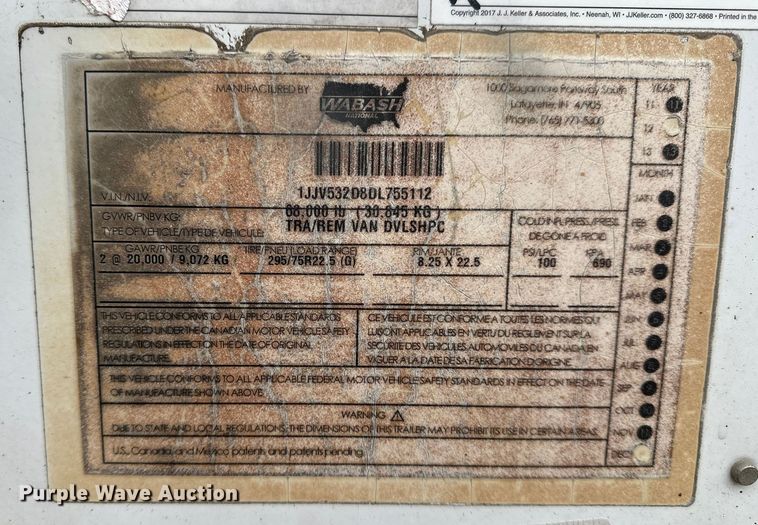 Copyright 2017 J. J. Keller & Associates, Inc. • Neenah, WI • JJKeller.com • (800) 327-6868 • Printed in the
MANUFACTURED BY
WABASH
NATIONAL
1000 Sagamore Parkway South
Lafayette, IN 47905
Phone: (765) 771-5300
YEAR
11
12
13
MONTH
JAN
FEB
MAR
APR
MAY
JUN
JUL
AUG
SEP
OCT
NOV
DEC
V.I.N./N.I.V.:
1JJV532D8DL755112
GVWR/PNBV KG:
68,000 lb (30,845 KG)
TYPE OF VEHICLE/TYPE DE VEHICULE:
TRA/REM VAN DVLSHPC
COLD INFL. PRESS./PRESS.
DE GONF. A FROID
GAWR/PNBE KG
TIRE/PNEU (LOAD RANGE)
RIM/JANTE
PSI/LPC
KPA
2 @ 20,000 / 9,072 KG
295/75R22.5 (G)
8.25 X 22.5
100
690
THIS VEHICLE CONFORMS TO ALL APPLICABLE STANDARDS
PRESCRIBED UNDER THE CANADIAN MOTOR VEHICLE SAFETY
REGULATIONS IN EFFECT ON THE DATE OF ORIGINAL
MANUFACTURE.
CE VEHICULE EST CONFORME A TOUTES LES NORMES QUI
LUI SONT APPLICABLES EN VERTU DU REGLEMENT SUR LA
SÉCURITE DES VEHICULES AUTOMOBILES DU CANADA EN
VIGUER A LA DATE DE SA FABRICATION D'ORIGINE.
THIS VEHICLE CONFORMS TO ALL APPLICABLE FEDERAL MOTOR VEHICLE SAFETY STANDARDS IN EFFECT ON THE DATE
OF MANUFACTURE SHOWN ABOVE.
WARNING
DUE TO STATE AND LOCAL REGULATIONS, THE DIMENSIONS OF THIS TRAILER MAY PROHIBIT ITS USE IN CERTAIN AREAS.
U.S., Canada, and Mexico patents and patents pending.
Purple Wave Auction